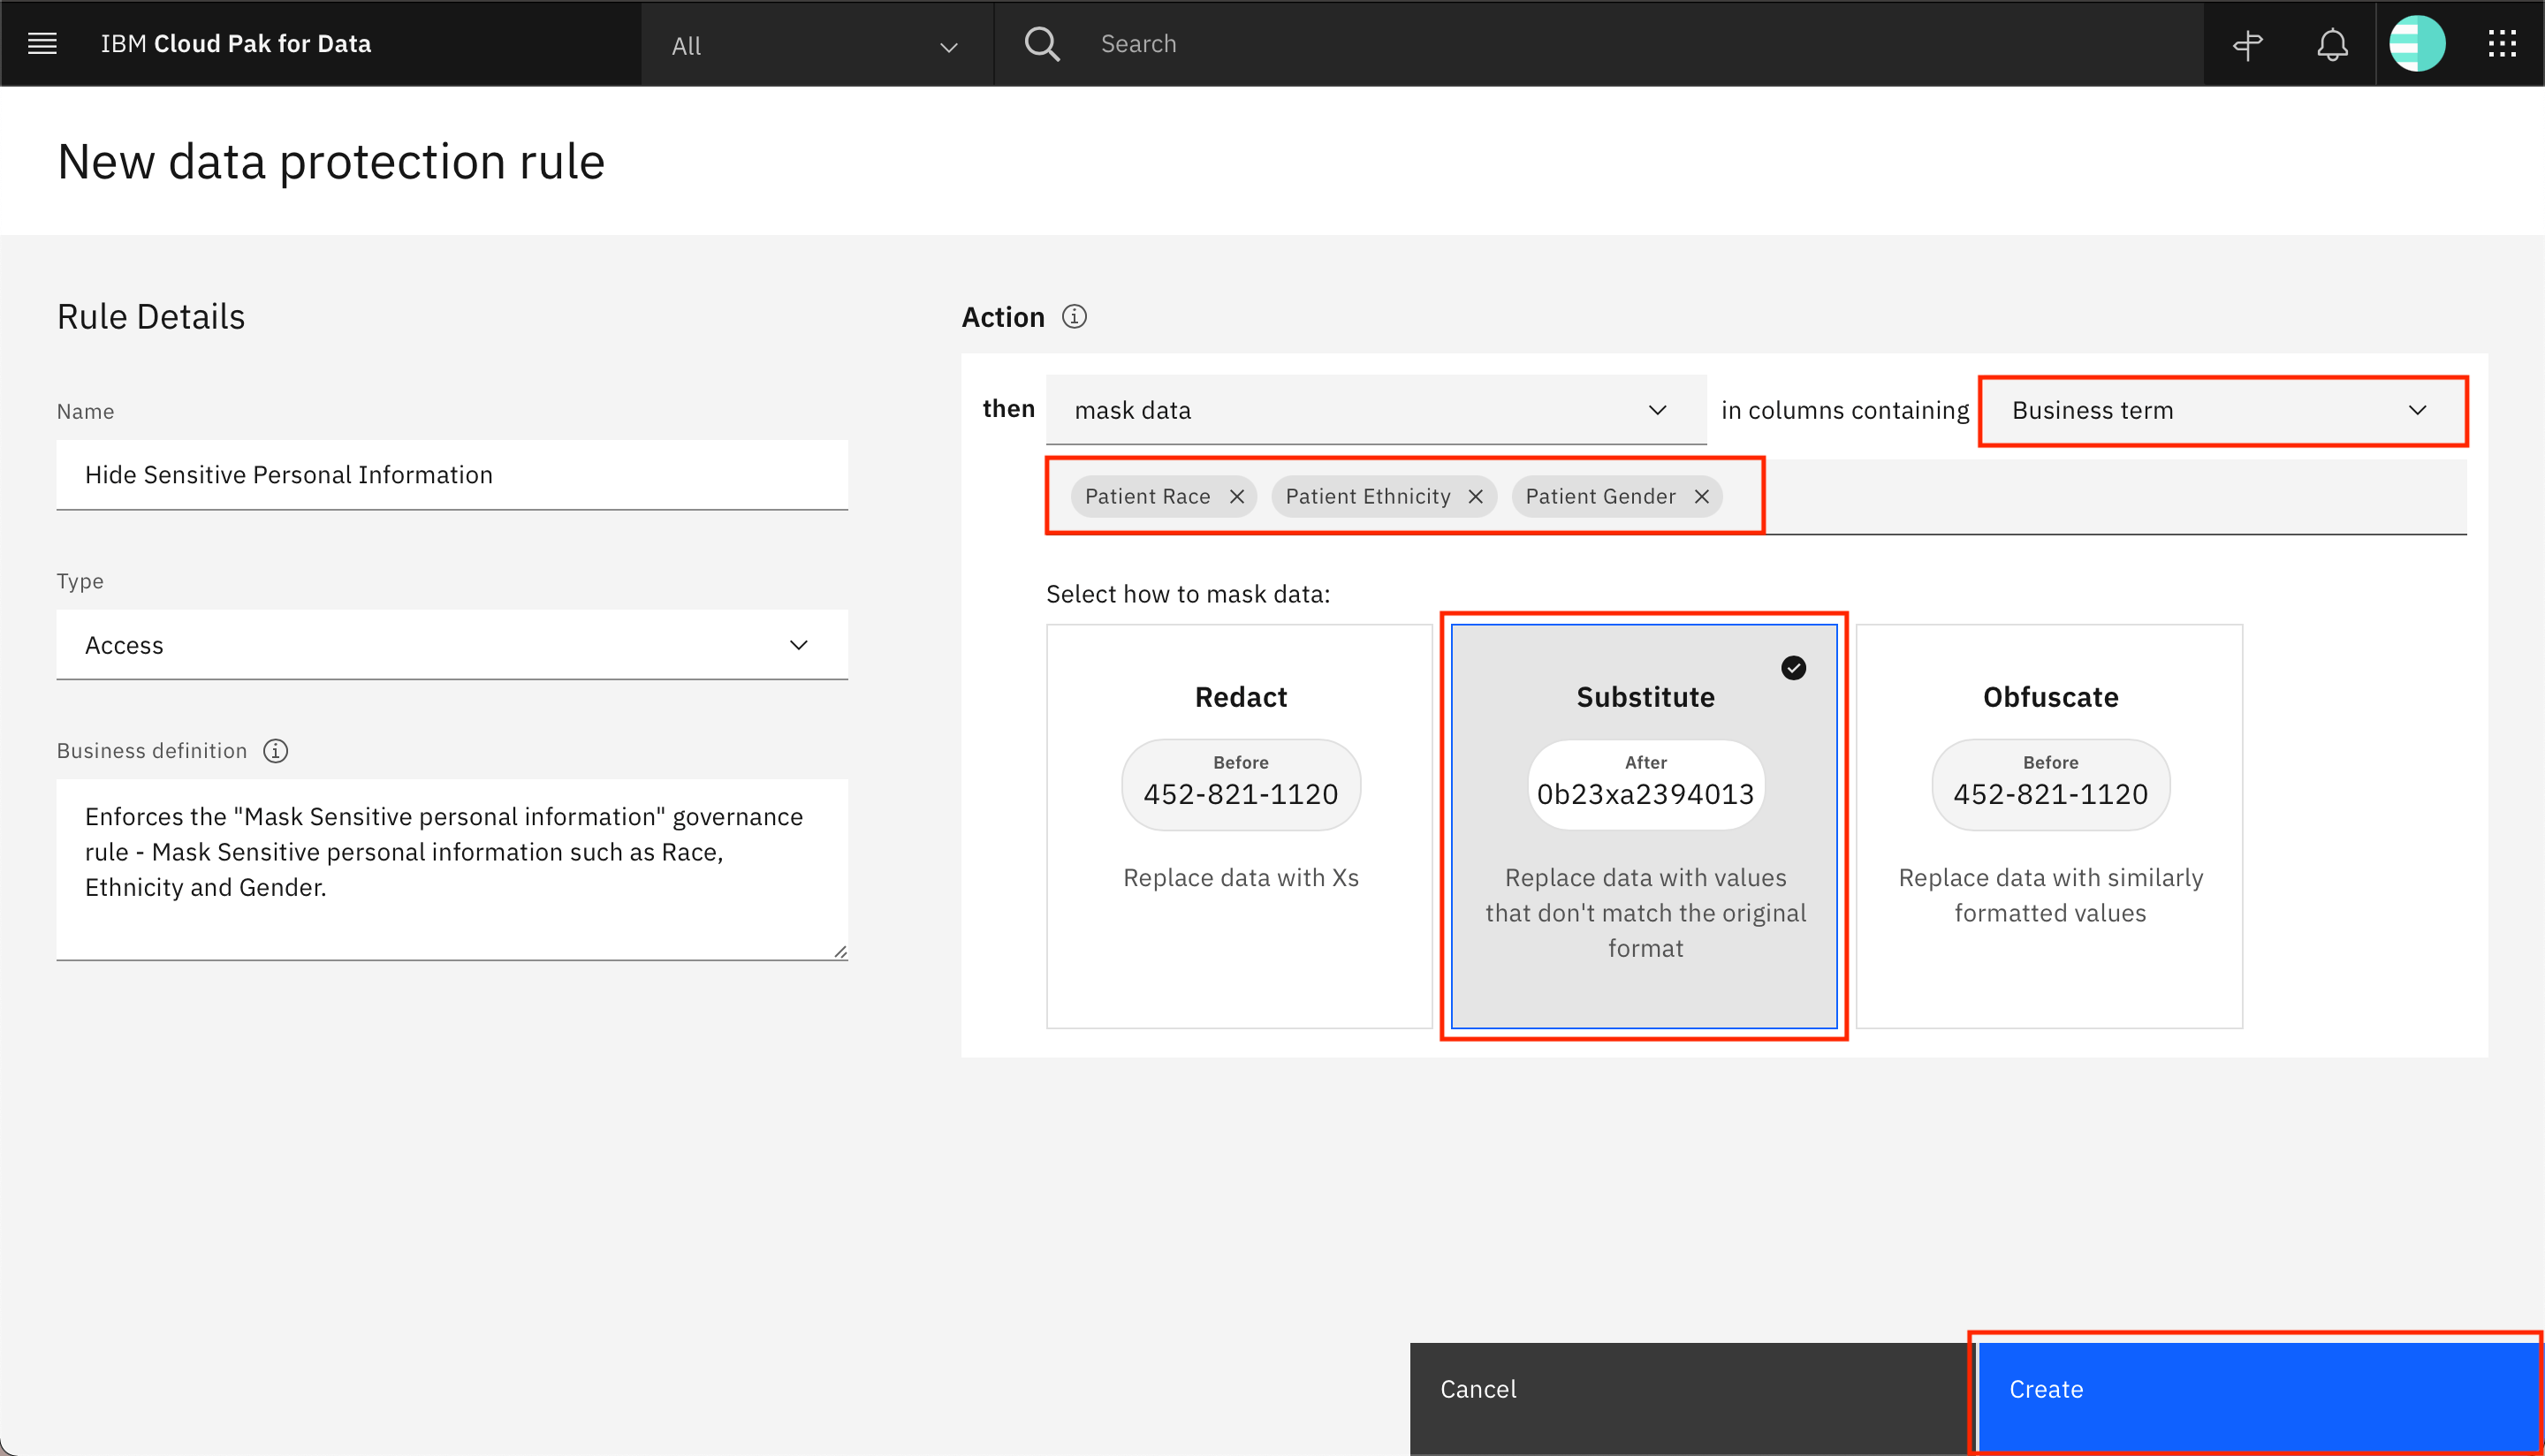 IBM Cloud Pak for Data
All
Search
New data protection rule
Rule Details
Name
Hide Sensitive Personal Information
Type
Access
Business definition
Enforces the "Mask Sensitive personal information" governance
rule - Mask Sensitive personal information such as Race,
Ethnicity and Gender.
Action
then mask data in columns containing Business term
Patient Race Patient Ethnicity Patient Gender
Select how to mask data:
Redact
Before
452-821-1120
Replace data with Xs
Substitute
After
0b23xa2394013
Replace data with values
that don't match the original
format
Obfuscate
Before
452-821-1120
Replace data with similarly
formatted values
Cancel
Create